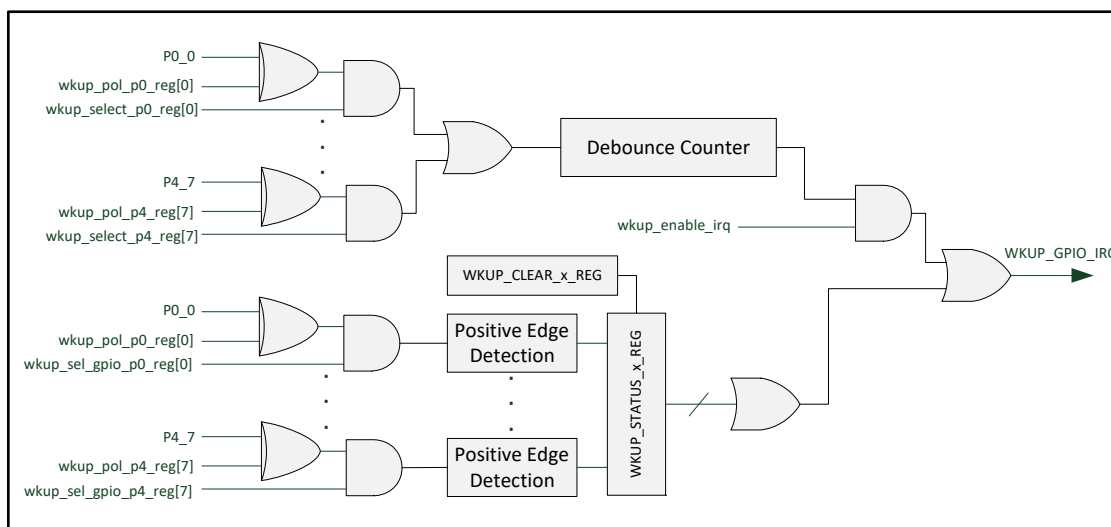 P0_0
wkup_pol_p0_reg[0]
wkup_select_p0_reg[0]
P4_7
wkup_pol_p4_reg[7]
wkup_select_p4_reg[7]
Debounce Counter
wkup_enable_irq
WKUP_GPIO_IRQ
WKUP_CLEAR_x_REG
P0_0
wkup_pol_p0_reg[0]
wkup_sel_gpio_p0_reg[0]
Positive Edge
Detection
WKUP_STATUS_x_REG
P4_7
wkup_pol_p4_reg[7]
wkup_sel_gpio_p4_reg[7]
Positive Edge
Detection